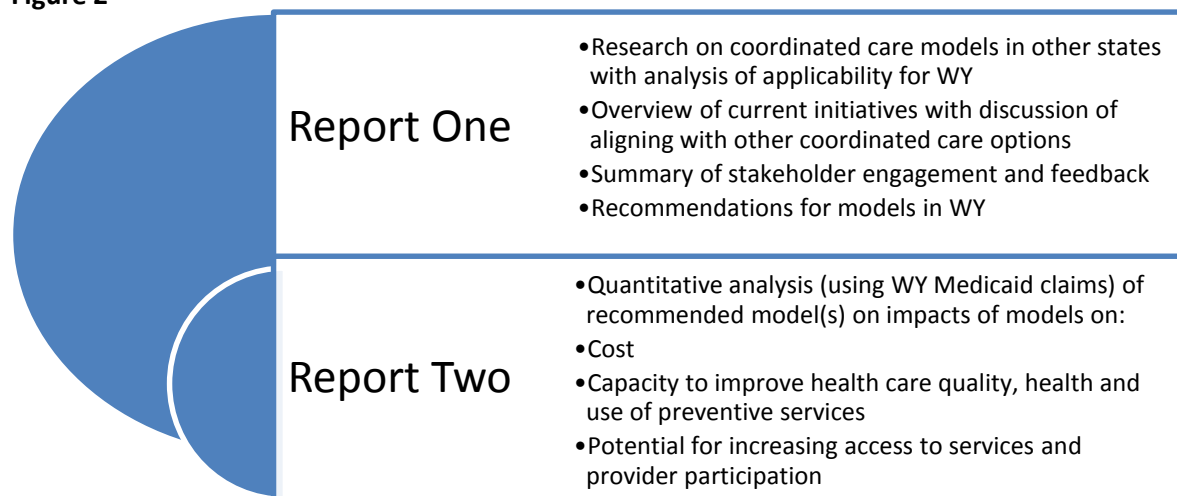 Figure 2
Report One
•Research on coordinated care models in other states
with analysis of applicability for WY
•Overview of current initiatives with discussion of
aligning with other coordinated care options
•Summary of stakeholder engagement and feedback
•Recommendations for models in WY
Report Two
•Quantitative analysis (using WY Medicaid claims) of
recommended model(s) on impacts of models on:
•Cost
•Capacity to improve health care quality, health and
use of preventive services
•Potential for increasing access to services and
provider participation